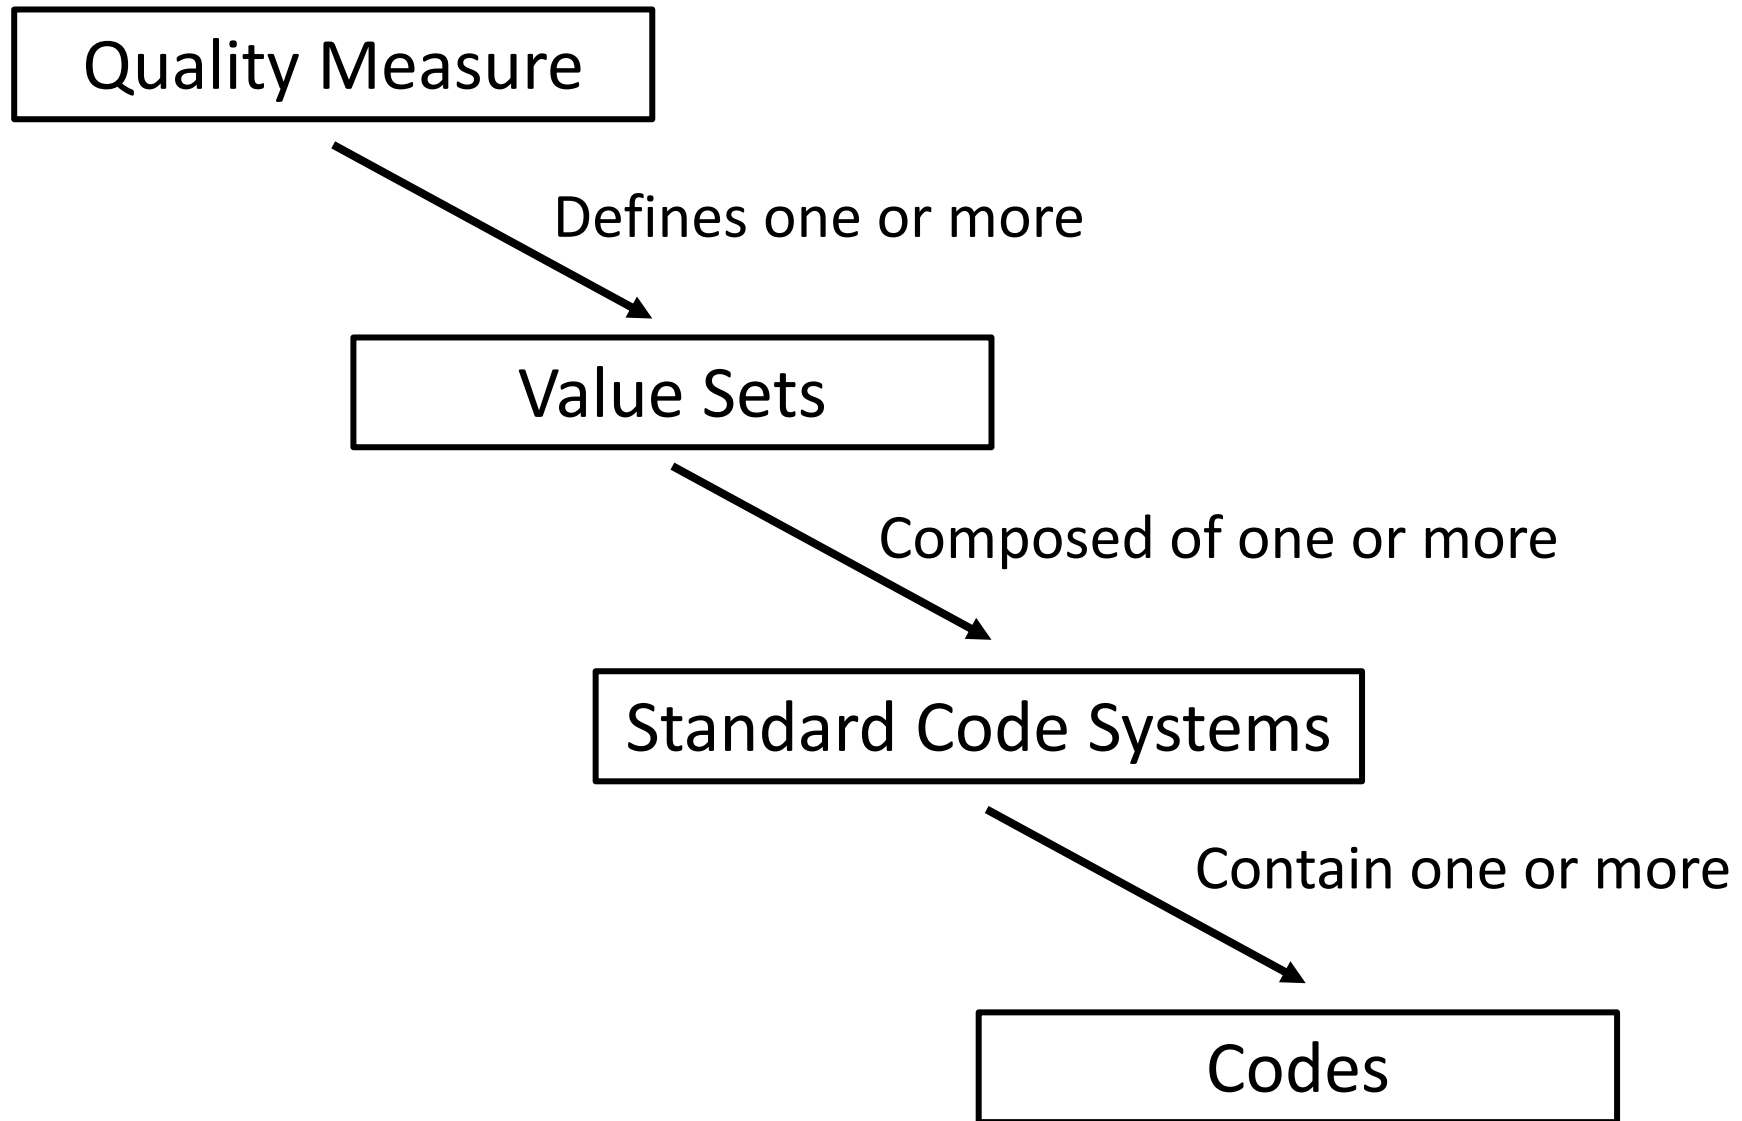 Quality Measure
Defines one or more
Value Sets
Composed of one or more
Standard Code Systems
Contain one or more
Codes